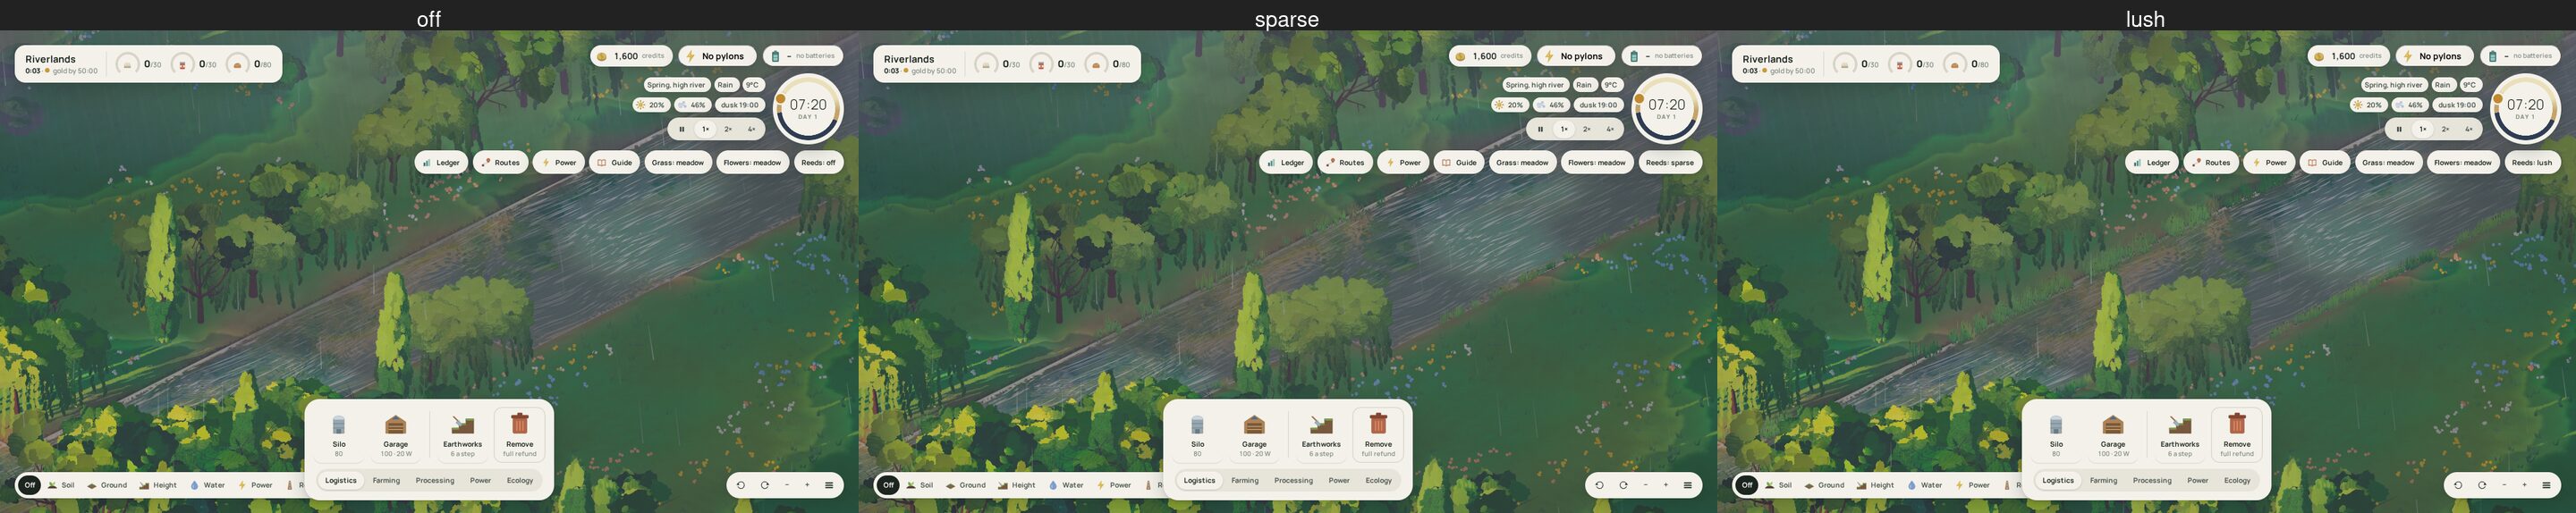 off
sparse
lush
Riverlands
0:03 · gold by 50:00
0/30
0/30
0/80
1,600 credits
No pylons
– no batteries
Spring, high river
Rain
9°C
20%
46%
dusk 19:00
1×
2×
4×
07:20
DAY 1
Ledger
Routes
Power
Guide
Grass: meadow
Flowers: meadow
Reeds: off
Silo
80
Garage
100 · 20 W
Earthworks
6 a step
Remove
full refund
Off
Soil
Ground
Height
Water
Power
R
Logistics
Farming
Processing
Power
Ecology
− +
Riverlands
0:03 · gold by 50:00
0/30
0/30
0/80
1,600 credits
No pylons
– no batteries
Spring, high river
Rain
9°C
20%
46%
dusk 19:00
1×
2×
4×
07:20
DAY 1
Ledger
Routes
Power
Guide
Grass: meadow
Flowers: meadow
Reeds: sparse
Silo
80
Garage
100 · 20 W
Earthworks
6 a step
Remove
full refund
Off
Soil
Ground
Height
Water
Power
R
Logistics
Farming
Processing
Power
Ecology
− +
Riverlands
0:03 · gold by 50:00
0/30
0/30
0/80
1,600 credits
No pylons
– no batteries
Spring, high river
Rain
9°C
20%
46%
dusk 19:00
1×
2×
4×
07:20
DAY 1
Ledger
Routes
Power
Guide
Grass: meadow
Flowers: meadow
Reeds: lush
Silo
80
Garage
100 · 20 W
Earthworks
6 a step
Remove
full refund
Off
Soil
Ground
Height
Water
Power
R
Logistics
Farming
Processing
Power
Ecology
− +